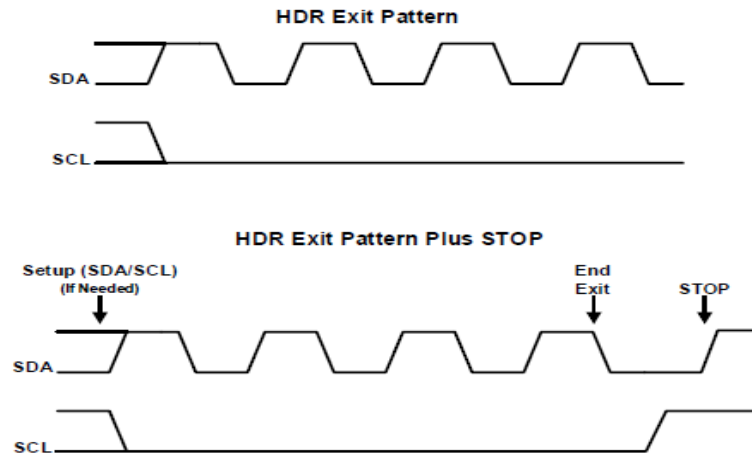 HDR Exit Pattern
SDA
SCL
HDR Exit Pattern Plus STOP
Setup (SDA/SCL)
(If Needed)
End
Exit
STOP
SDA
SCL